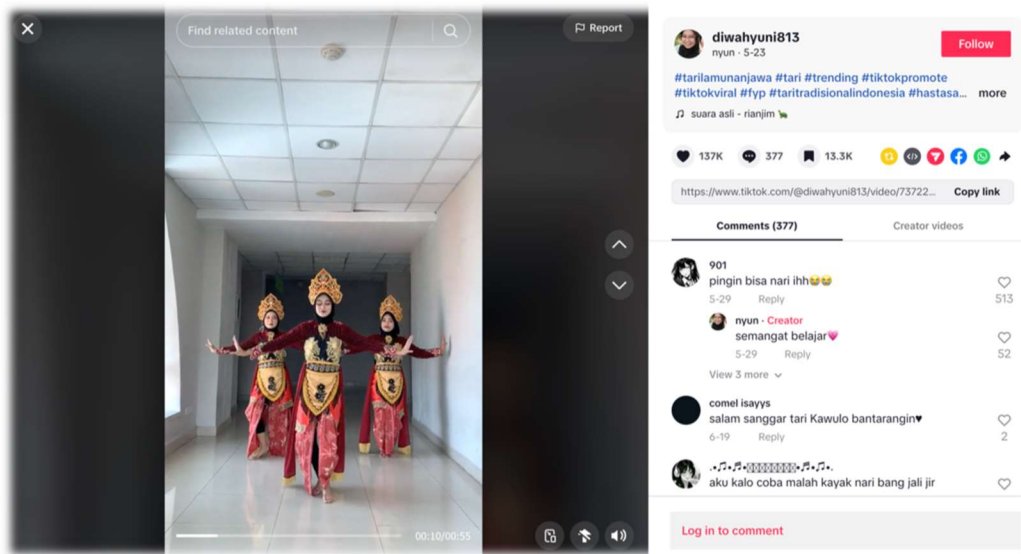 Find related content
Report
00:10/00:55
diwahyuni813
nyun · 5-23
Follow
#tarilamunanjawa #tari #trending #tiktokpromote
#tiktokviral #fyp #taritradisionalindonesia #hastasa... more
suara asli - rianjim
137K 377 13.3K
https://www.tiktok.com/@diwahyuni813/video/73722... Copy link
Comments (377) Creator videos
901
pingin bisa nari ihh😭😭
5-29 Reply 513
nyun · Creator
semangat belajar💗
5-29 Reply 52
View 3 more
comel isayys
salam sanggar tari Kawulo bantarangin♥
6-19 Reply 2
aku kalo coba malah kayak nari bang jali jir
Log in to comment